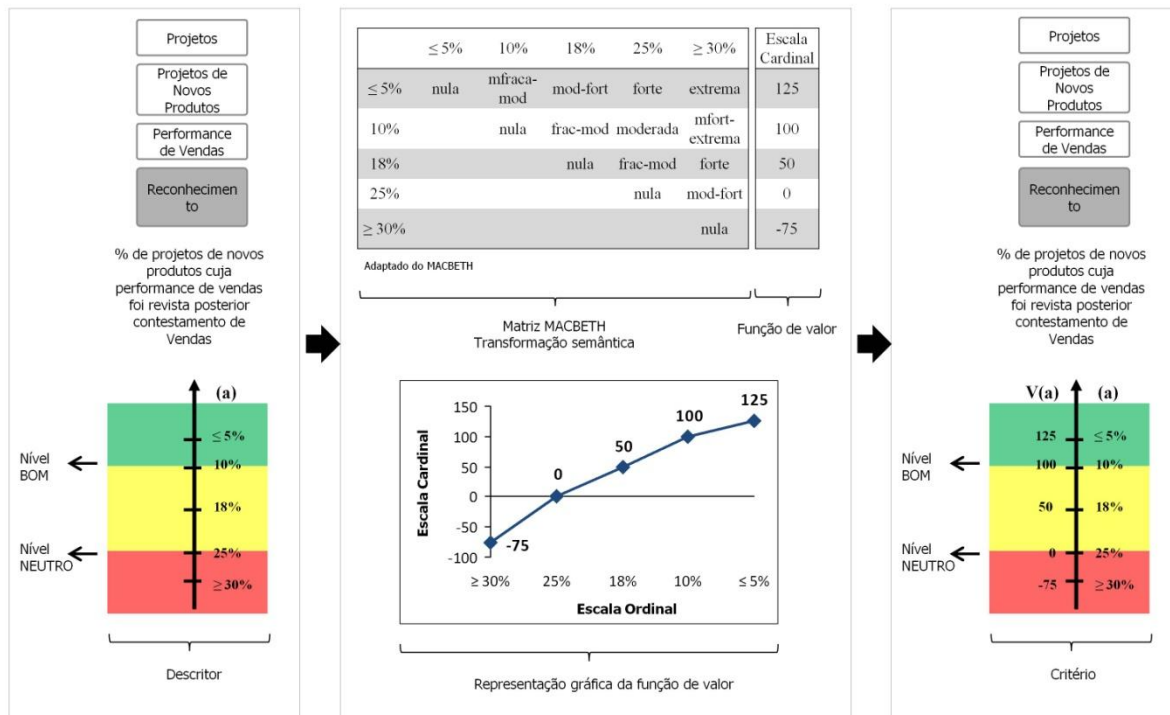 Projetos
Projetos de
Novos
Produtos
Performance
de Vendas
Reconhecimen
to
% de projetos de novos
produtos cuja
performance de vendas
foi revista posterior
contestamento de
Vendas
(a)
≤ 5%
10%
18%
25%
≥ 30%
Nível
BOM
Nível
NEUTRO
Descritor
≤ 5% 10% 18% 25% ≥ 30% Escala
Cardinal
≤ 5% nula mfraca-
mod mod-fort forte extrema 125
10% nula frac-mod moderada mfort-
extrema 100
18% nula frac-mod forte 50
25% nula mod-fort 0
≥ 30% nula -75
Adaptado do MACBETH
Matriz MACBETH
Transformação semântica
Função de valor
Escala Cardinal
150
100
50
0
-50
-75
-100
-75
0
50
100
125
≥ 30% 25% 18% 10% ≤ 5%
Escala Ordinal
Representação gráfica da função de valor
Projetos
Projetos de
Novos
Produtos
Performance
de Vendas
Reconhecimen
to
% de projetos de novos
produtos cuja
performance de vendas
foi revista posterior
contestamento de
Vendas
V(a) (a)
125 ≤ 5%
100 10%
50 18%
0 25%
-75 ≥ 30%
Nível
BOM
Nível
NEUTRO
Critério